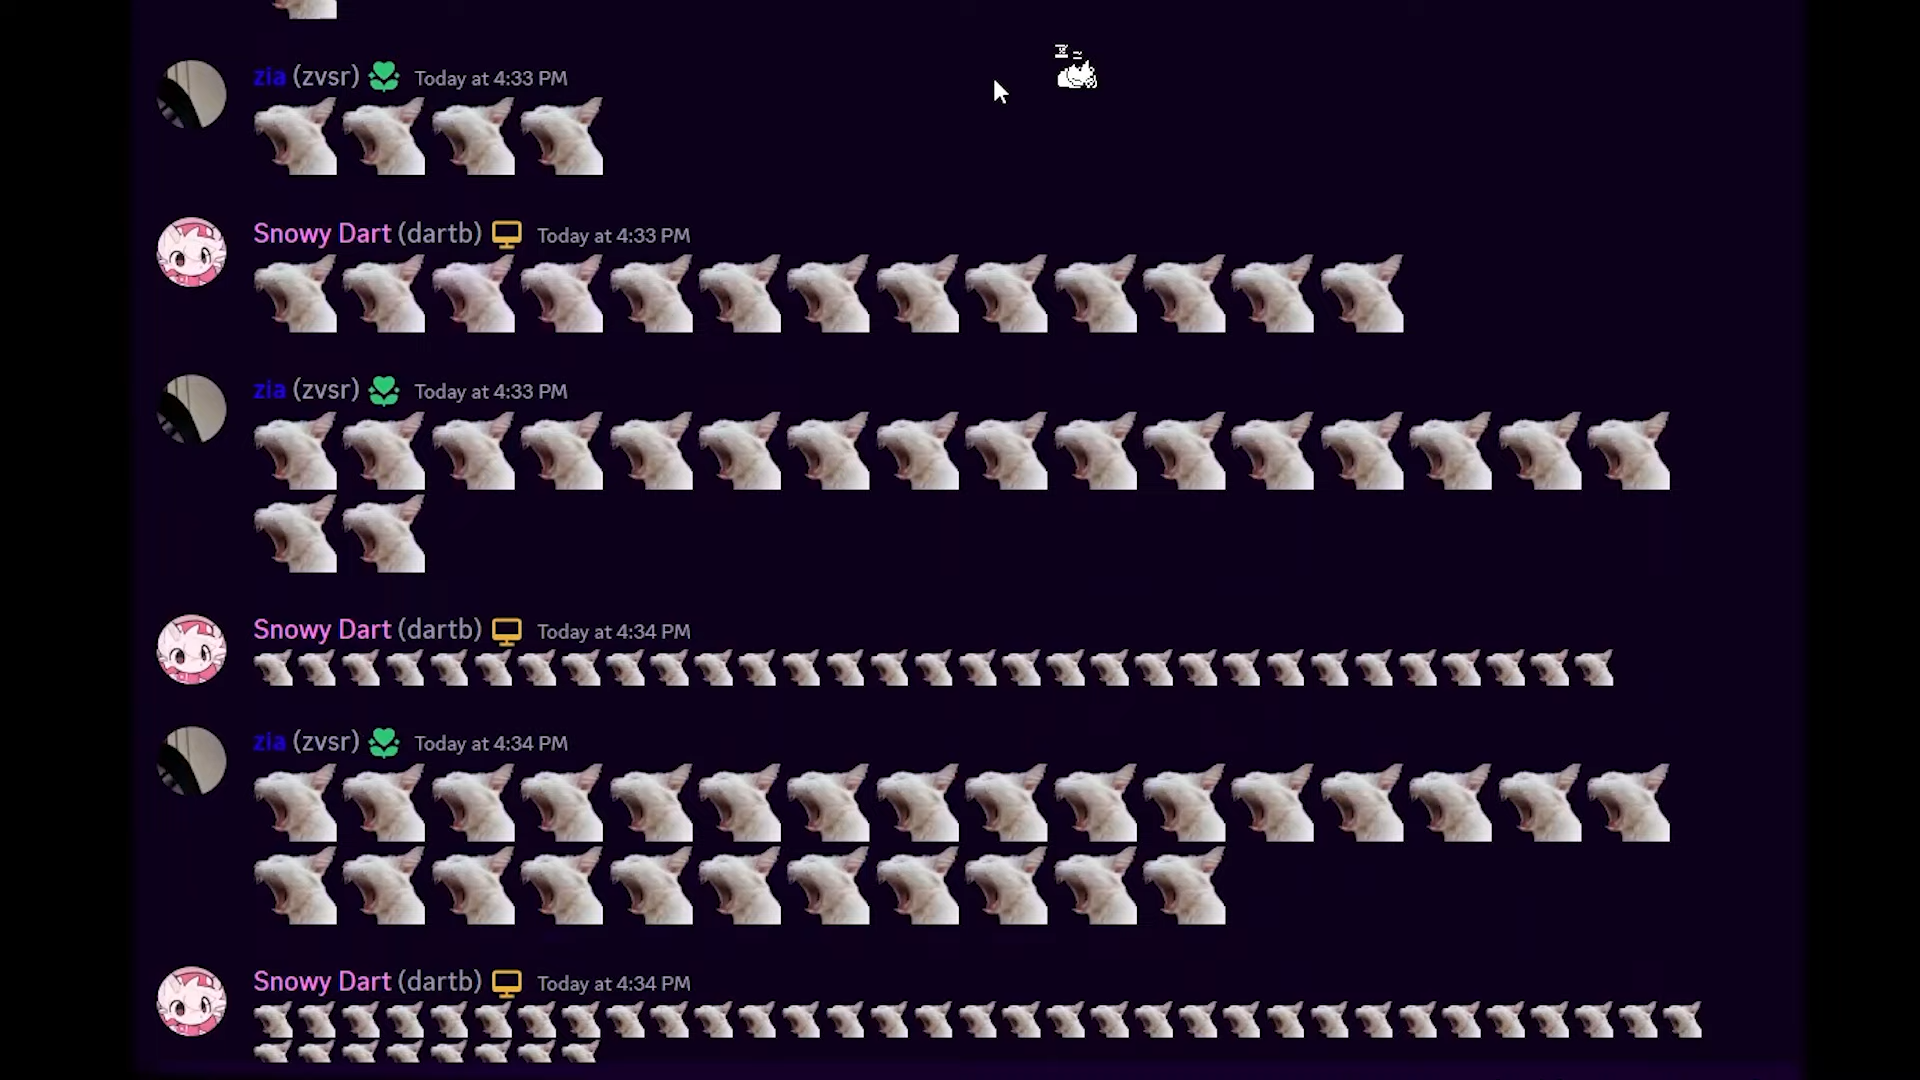 zia (zvsr) Today at 4:33 PM
Snowy Dart (dartb) Today at 4:33 PM
zia (zvsr) Today at 4:33 PM
Snowy Dart (dartb) Today at 4:34 PM
zia (zvsr) Today at 4:34 PM
Snowy Dart (dartb) Today at 4:34 PM